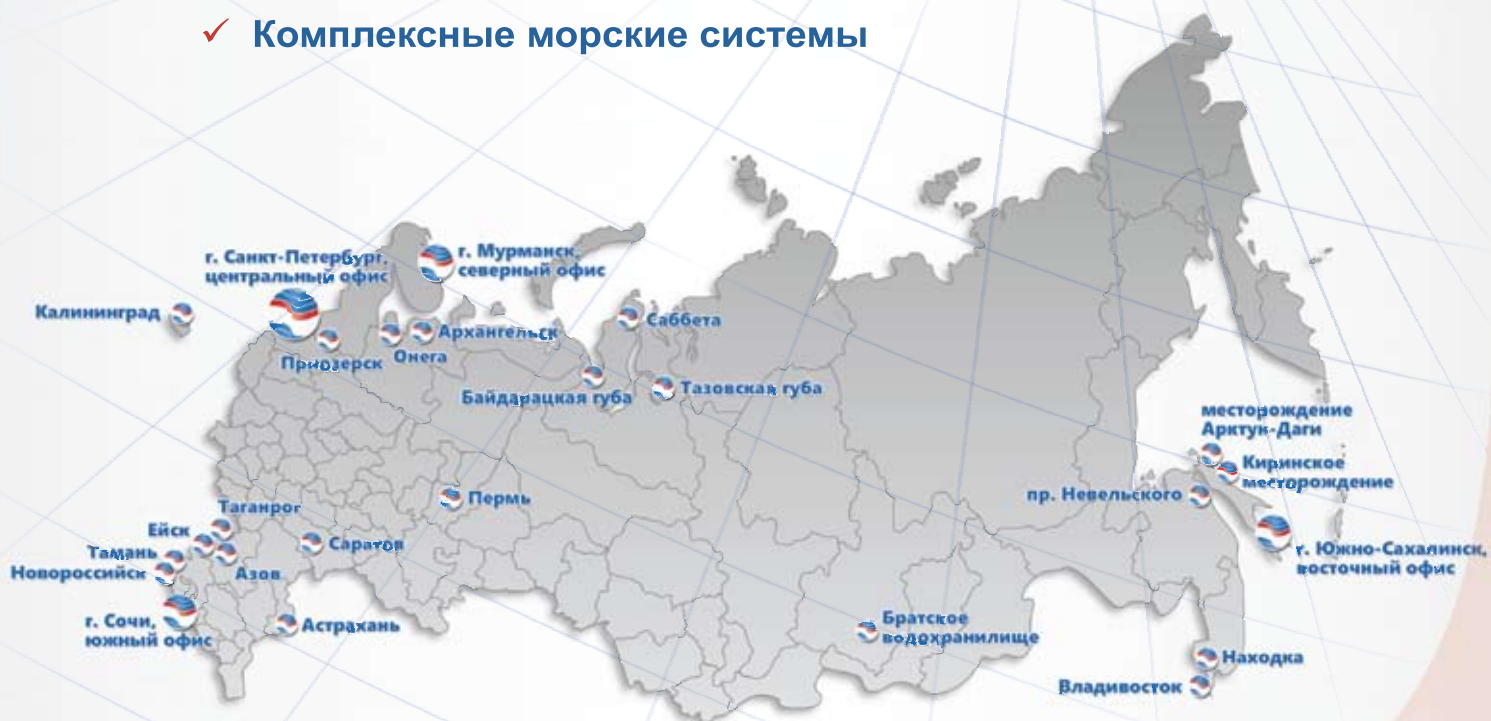 Комплексные морские системы
г. Санкт-Петербург,
центральный офис
г. Мурманск,
северный офис
Калининград
Приозерск
Онега
Архангельск
Саббета
Байдарацкая губа
Тазовская губа
месторождение
Арктун-Даги
Киринское
месторождение
пр. Невельского
г. Южно-Сахалинск,
восточный офис
Пермь
Таганрог
Ейск
Тамань
Новороссийск
Азов
Саратов
г. Сочи,
южный офис
Астрахань
Братское
водохранилище
Находка
Владивосток